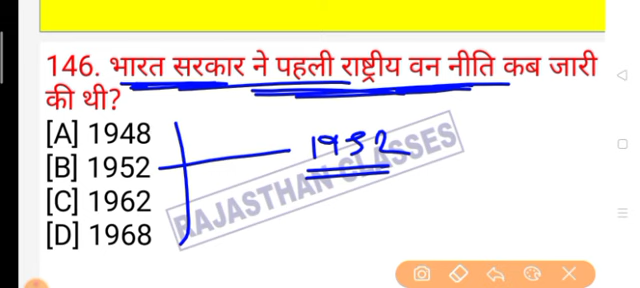 146. भारत सरकार ने पहली राष्ट्रीय वन नीति कब जारी
की थी?
[A] 1948
[B] 1952
[C] 1962
[D] 1968
1952
RAJASTHAN CLASSES